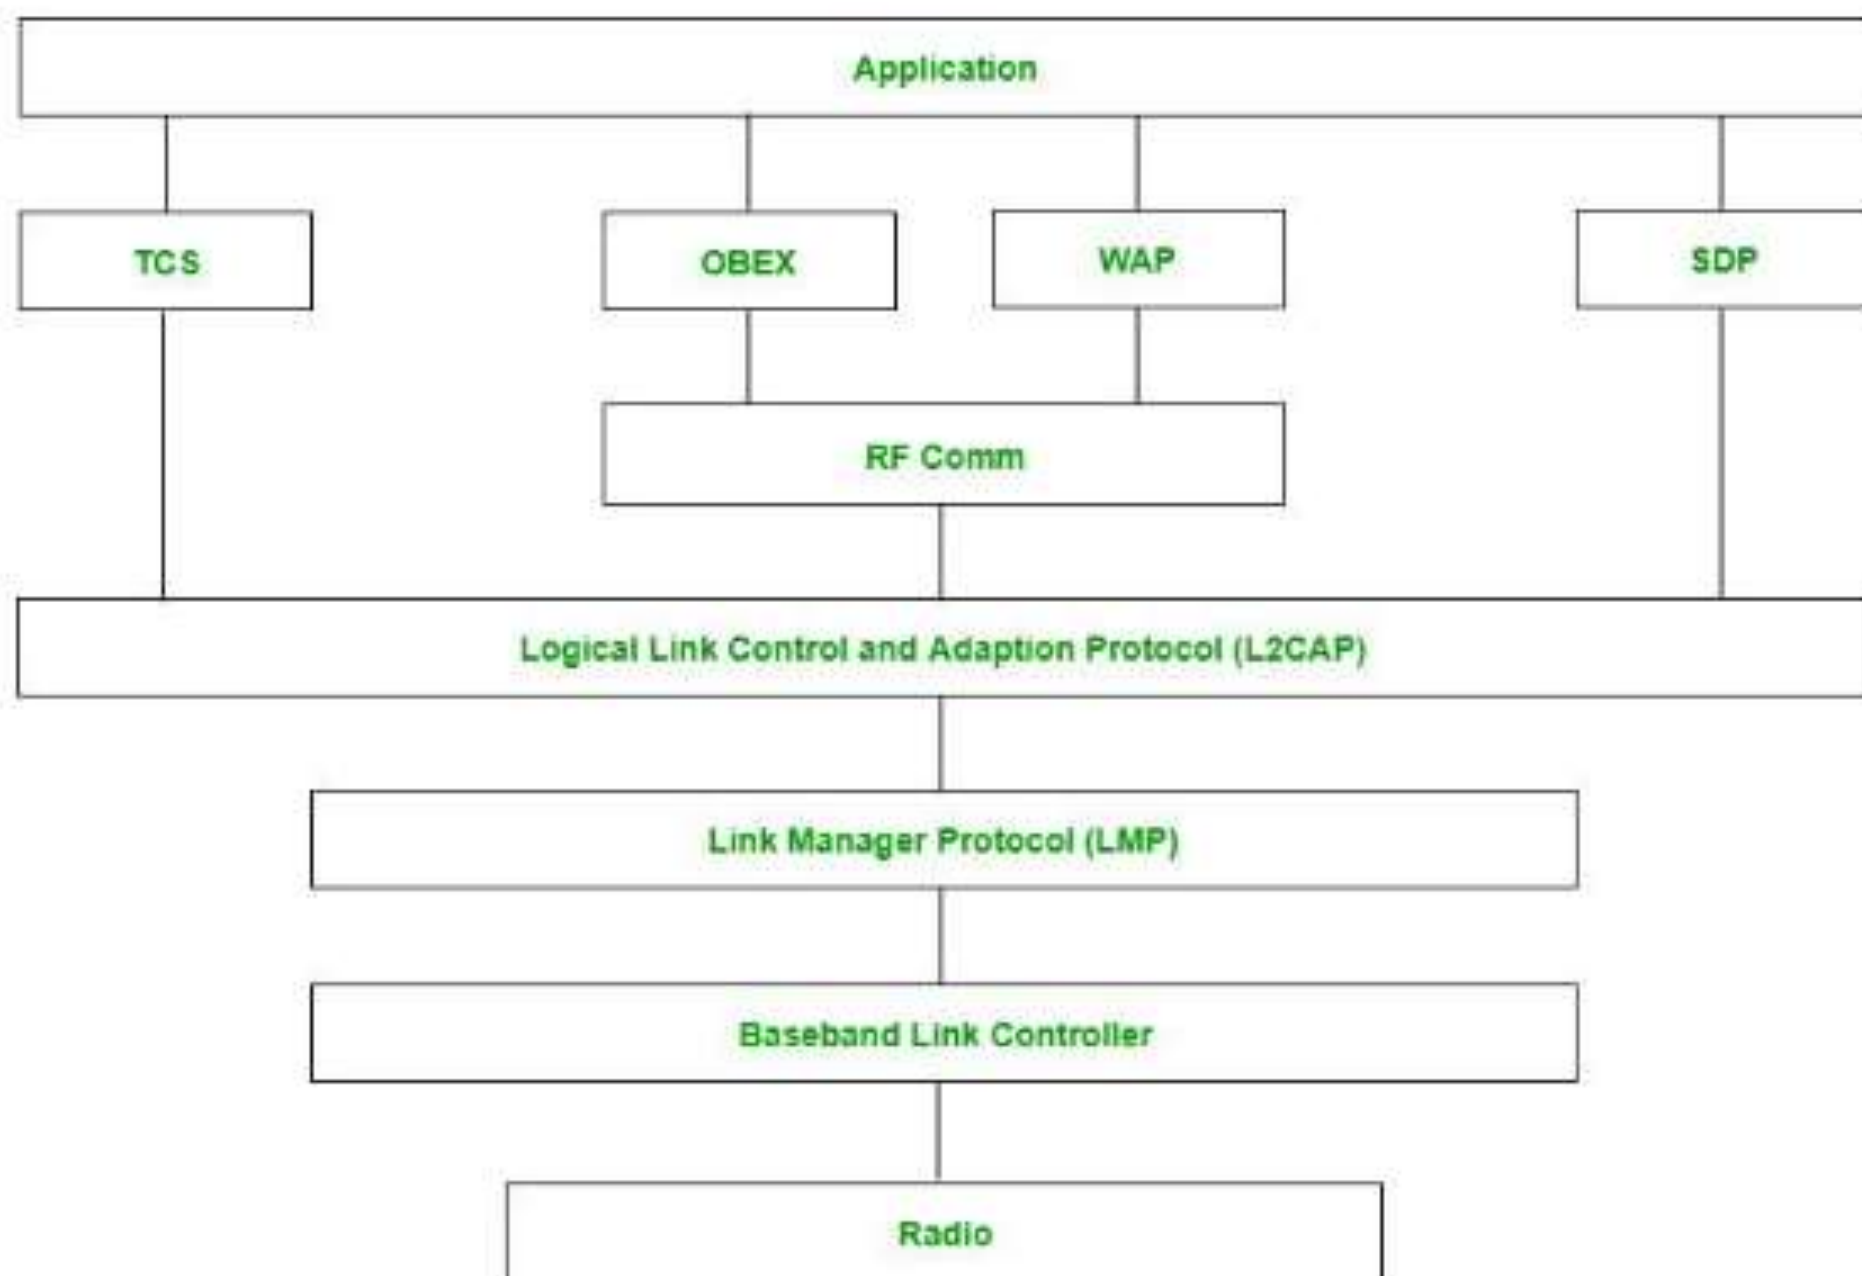 Application
TCS
OBEX
WAP
SDP
RF Comm
Logical Link Control and Adaption Protocol (L2CAP)
Link Manager Protocol (LMP)
Baseband Link Controller
Radio